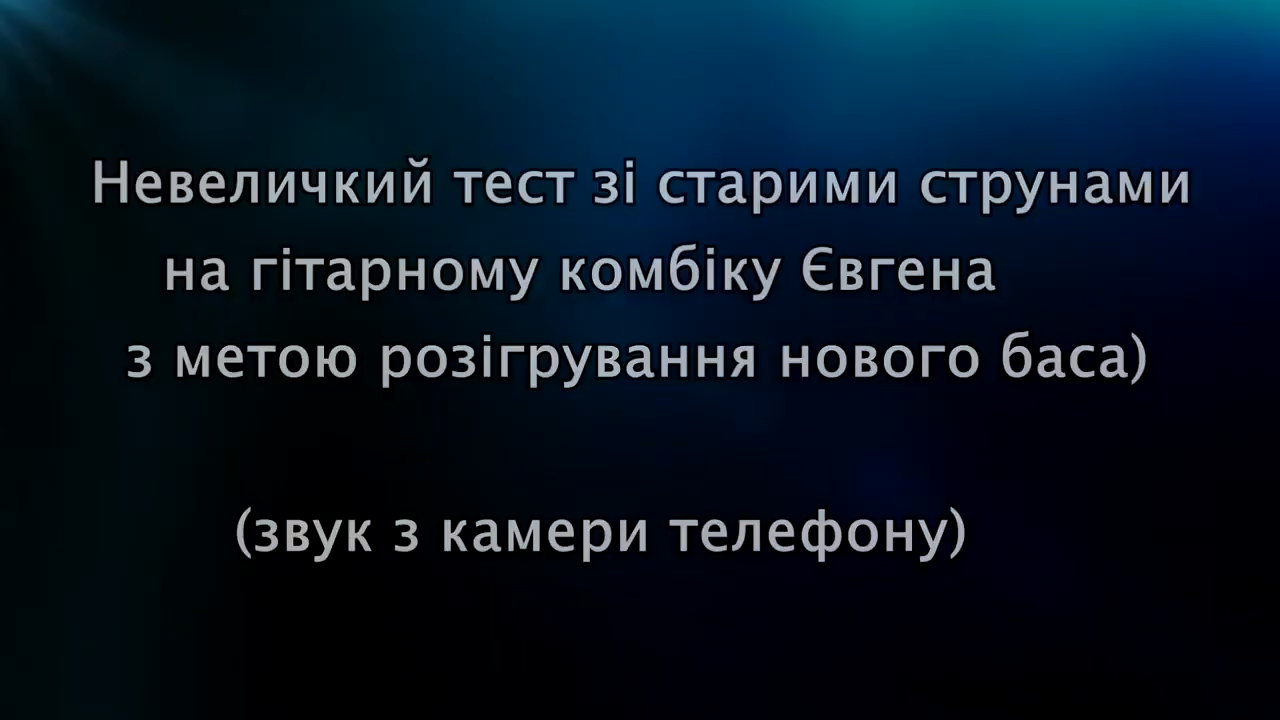 Невеличкий тест зі старими струнами
на гітарному комбіку Євгена
з метою розігрування нового баса)
(звук з камери телефону)